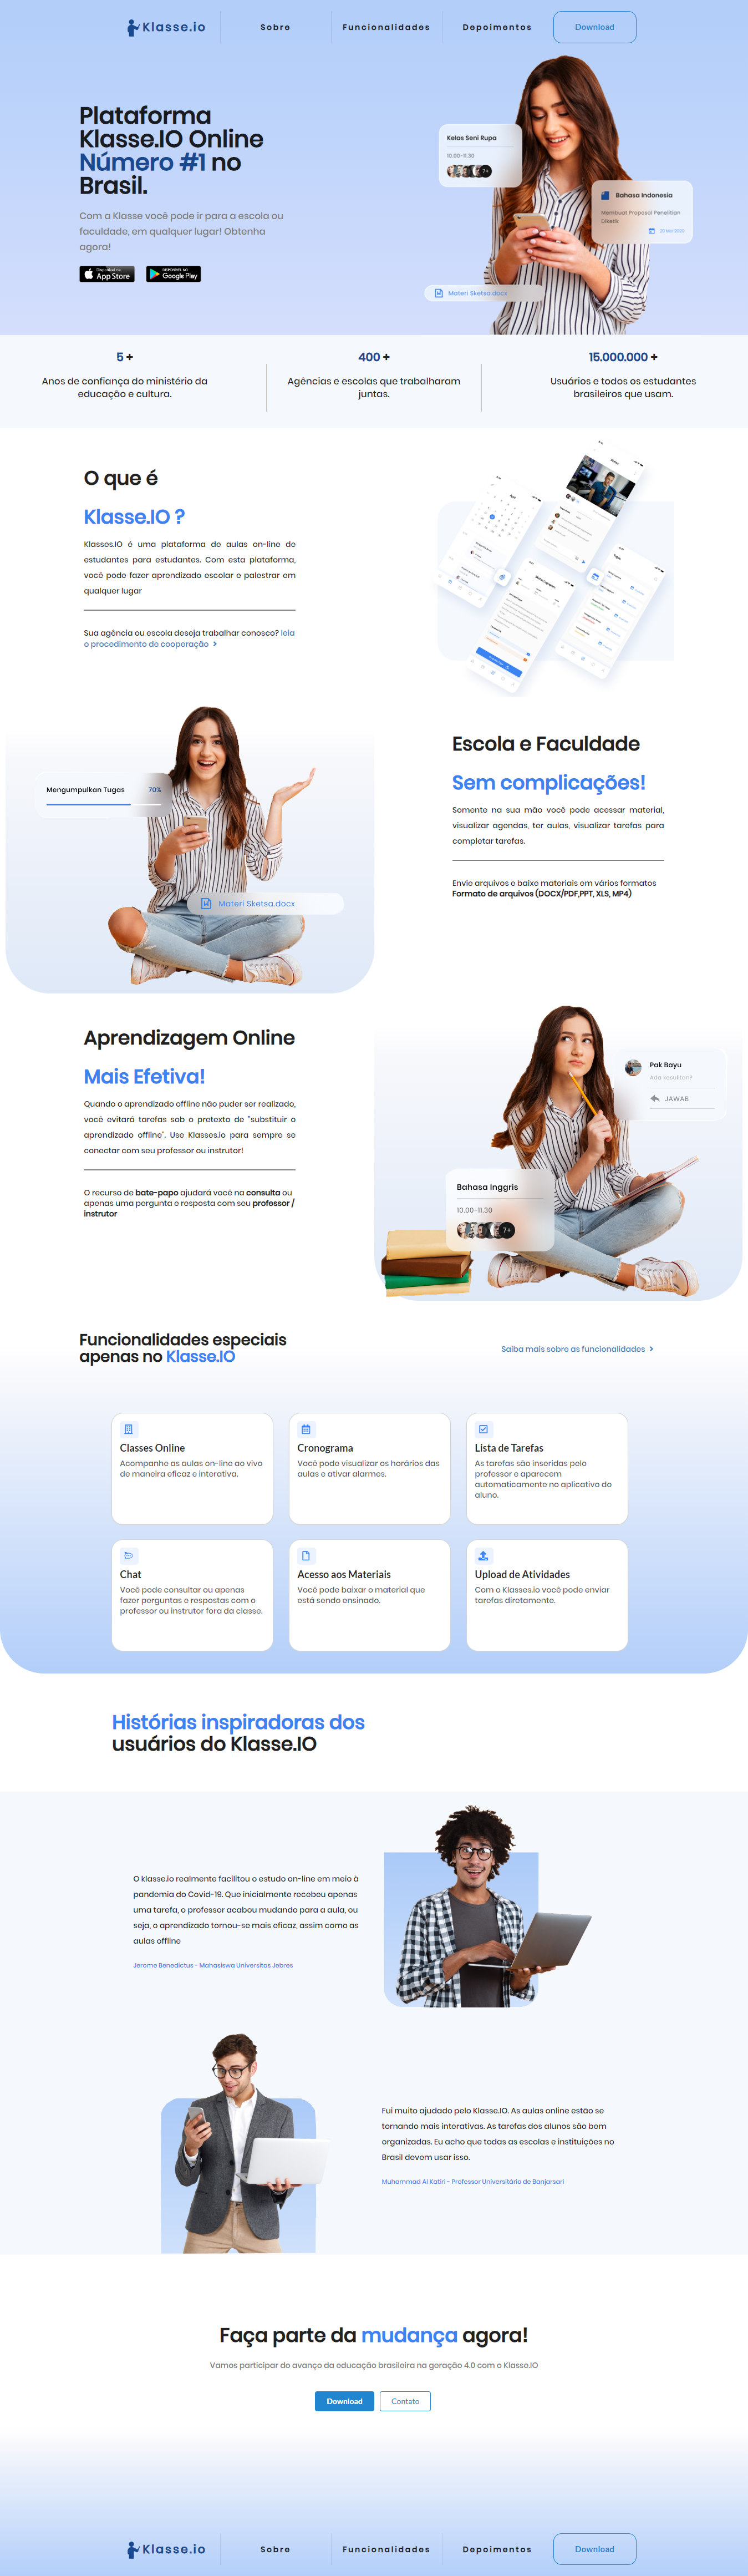 Klasse.io
Sobre
Funcionalidades
Depoimentos
Download
Plataforma
Klasse.IO Online
Número #1 no
Brasil.
Com a Klasse você pode ir para a escola ou
faculdade, em qualquer lugar! Obtenha
agora!
Disponível na
App Store
DISPONÍVEL NO
Google Play
Kelas Seni Rupa
10.00-11.30
7+
Bahasa Indonesia
Membuat Proposal Penelitian
Diketik
Materi Sketsa.docx
5 +
Anos de confiança do ministério da
educação e cultura.
400 +
Agências e escolas que trabalharam
juntas.
15.000.000 +
Usuários e todos os estudantes
brasileiros que usam.
O que é
Klasse.IO ?
Klasses.IO é uma plataforma de aulas on-line de
estudantes para estudantes. Com esta plataforma,
você pode fazer aprendizado escolar e palestrar em
qualquer lugar
Sua agência ou escola deseja trabalhar conosco? leia
o procedimento de cooperação >
Mengumpulkan Tugas 70%
Materi Sketsa.docx
Escola e Faculdade
Sem complicações!
Somente na sua mão você pode acessar material,
visualizar agendas, ter aulas, visualizar tarefas para
completar tarefas.
Envie arquivos e baixe materiais em vários formatos
Formato de arquivos (DOCX/PDF,PPT, XLS, MP4)
Aprendizagem Online
Mais Efetiva!
Quando o aprendizado offline não puder ser realizado,
você evitará tarefas sob o pretexto de "substituir o
aprendizado offline". Use Klasses.io para sempre se
conectar com seu professor ou instrutor!
O recurso de bate-papo ajudará você na consulta ou
apenas uma pergunta e resposta com seu professor /
instrutor
Pak Bayu
Ada kesulitan?
JAWAB
Bahasa Inggris
10.00-11.30
7+
Funcionalidades especiais
apenas no Klasse.IO
Saiba mais sobre as funcionalidades >
Classes Online
Acompanhe as aulas on-line ao vivo
de maneira eficaz e interativa.
Cronograma
Você pode visualizar os horários das
aulas e ativar alarmes.
Lista de Tarefas
As tarefas são inseridas pelo
professor e aparecem
automaticamente no aplicativo do
aluno.
Chat
Você pode consultar ou apenas
fazer perguntas e respostas com o
professor ou instrutor fora da classe.
Acesso aos Materiais
Você pode baixar o material que
está sendo ensinado.
Upload de Atividades
Com o Klasses.io você pode enviar
tarefas diretamente.
Histórias inspiradoras dos
usuários do Klasse.IO
O klasse.io realmente facilitou o estudo on-line em meio à
pandemia do Covid-19. Que inicialmente recebeu apenas
uma tarefa, o professor acabou mudando para a aula, ou
seja, o aprendizado tornou-se mais eficaz, assim como as
aulas offline
Jerome Benedictus - Mahasiswa Universitas Jebres
Fui muito ajudado pelo Klasse.IO. As aulas online estão se
tornando mais interativas. As tarefas dos alunos são bem
organizadas. Eu acho que todas as escolas e instituições no
Brasil devem usar isso.
Muhammad Al Katiri - Professor Universitário de Banjarsari
Faça parte da mudança agora!
Vamos participar do avanço da educação brasileira na geração 4.0 com o Klasse.IO
Download
Contato
Klasse.io
Sobre
Funcionalidades
Depoimentos
Download